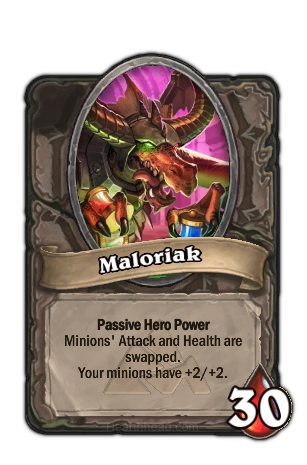 Maloriak
Passive Hero Power
Minions' Attack and Health are
swapped.
Your minions have +2/+2.
30